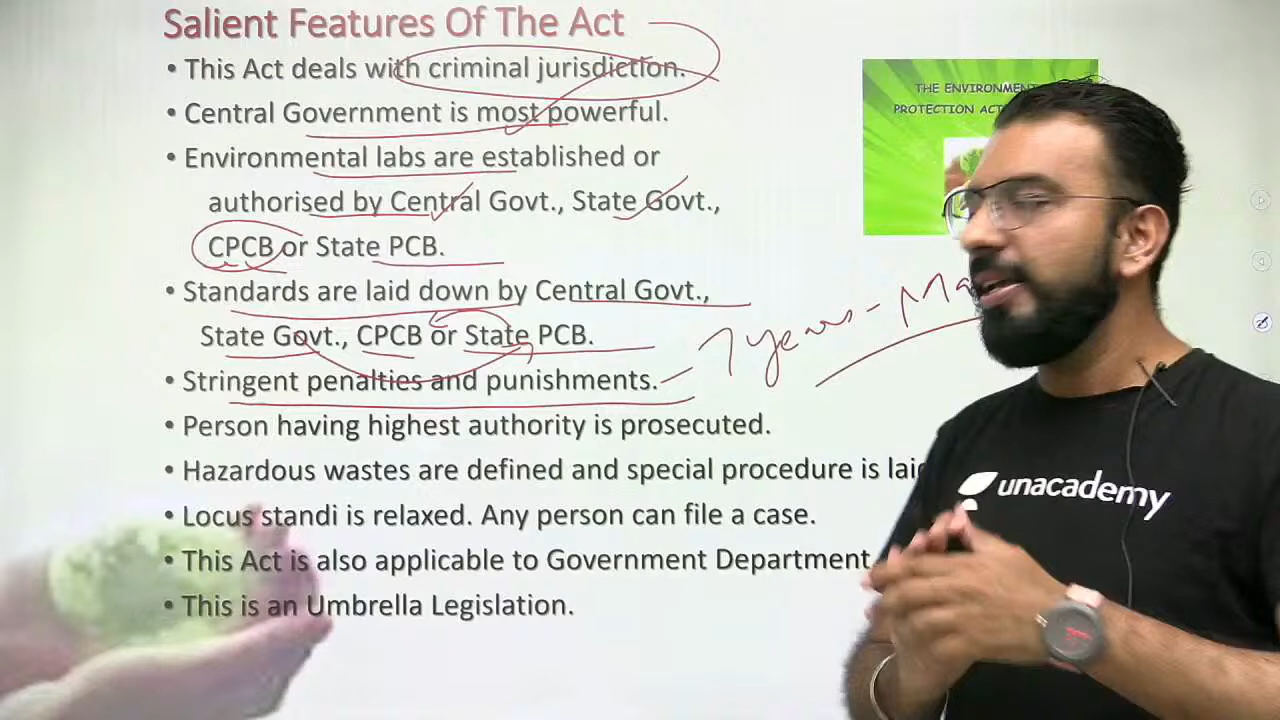 Salient Features Of The Act
• This Act deals with criminal jurisdiction.
• Central Government is most powerful.
• Environmental labs are established or
authorised by Central Govt., State Govt.,
CPCB or State PCB.
• Standards are laid down by Central Govt.,
State Govt., CPCB or State PCB.
• Stringent penalties and punishments.
7 years - Ma
• Person having highest authority is prosecuted.
• Hazardous wastes are defined and special procedure is
• Locus standi is relaxed. Any person can file a case.
• This Act is also applicable to Government Department
• This is an Umbrella Legislation.
THE ENVIRONMENT
PROTECTION ACT
unacademy